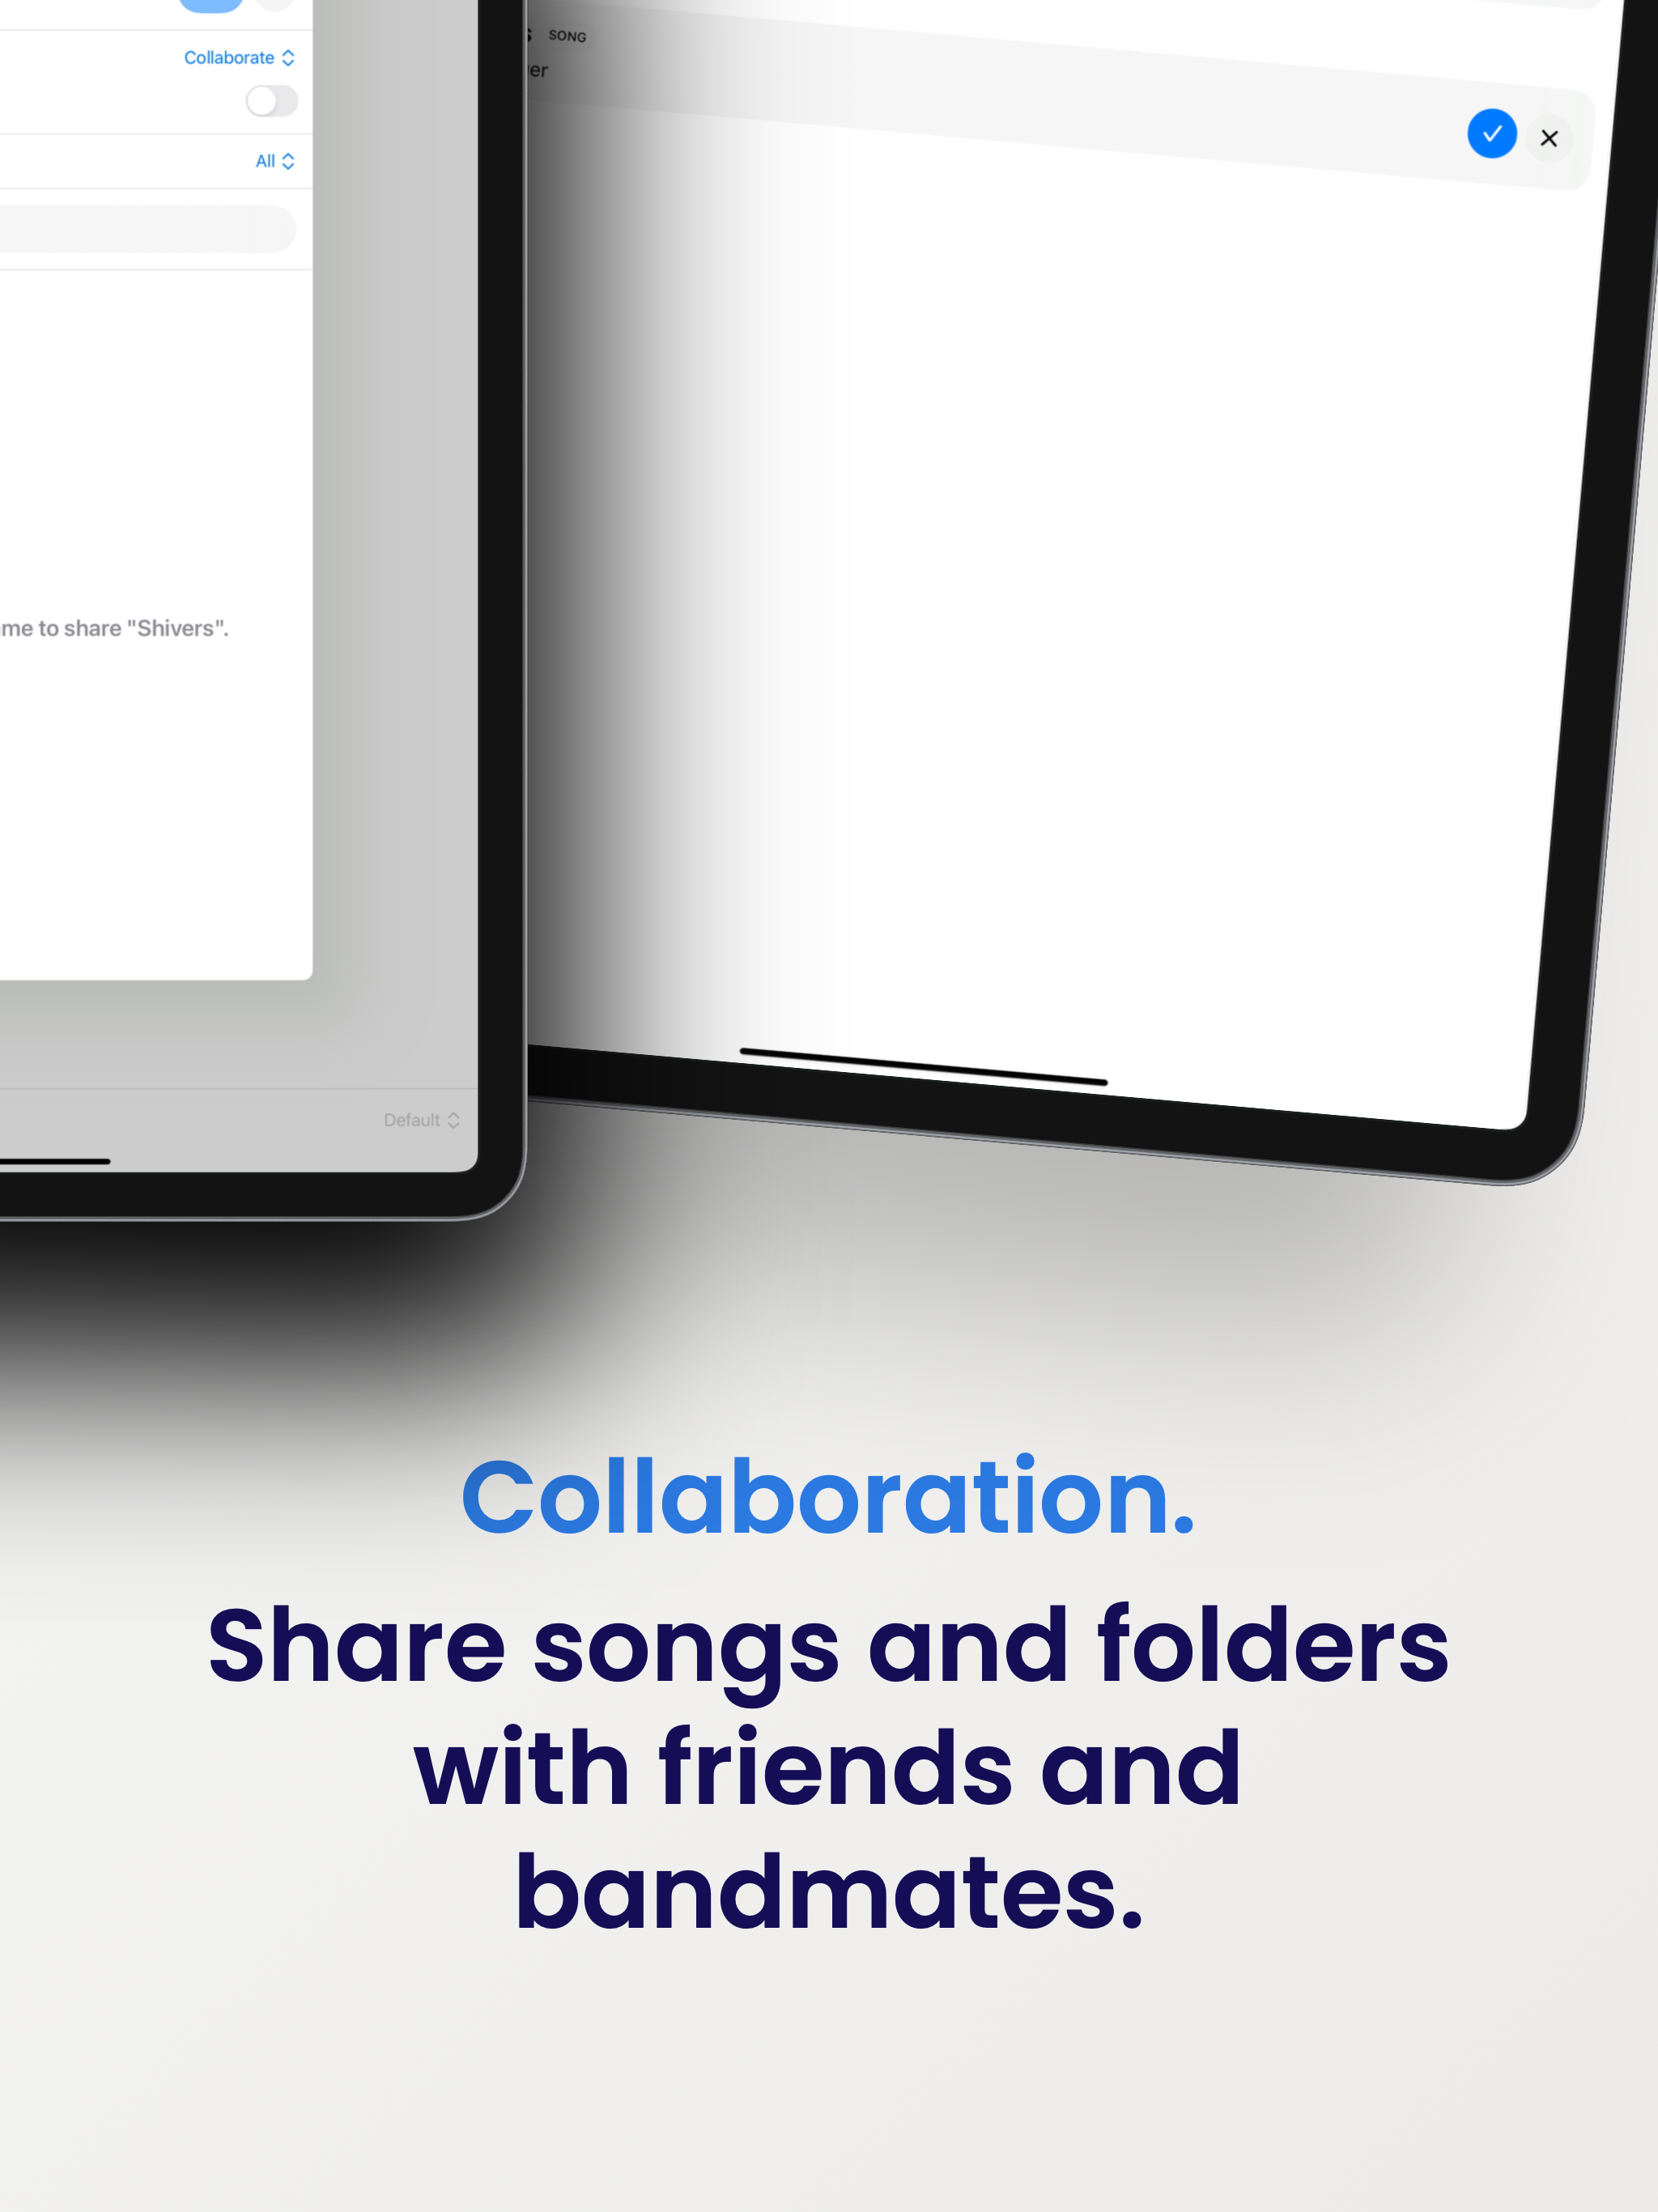 Collaborate
All
me to share "Shivers".
Default
SONG
Collaboration.
Share songs and folders
with friends and
bandmates.